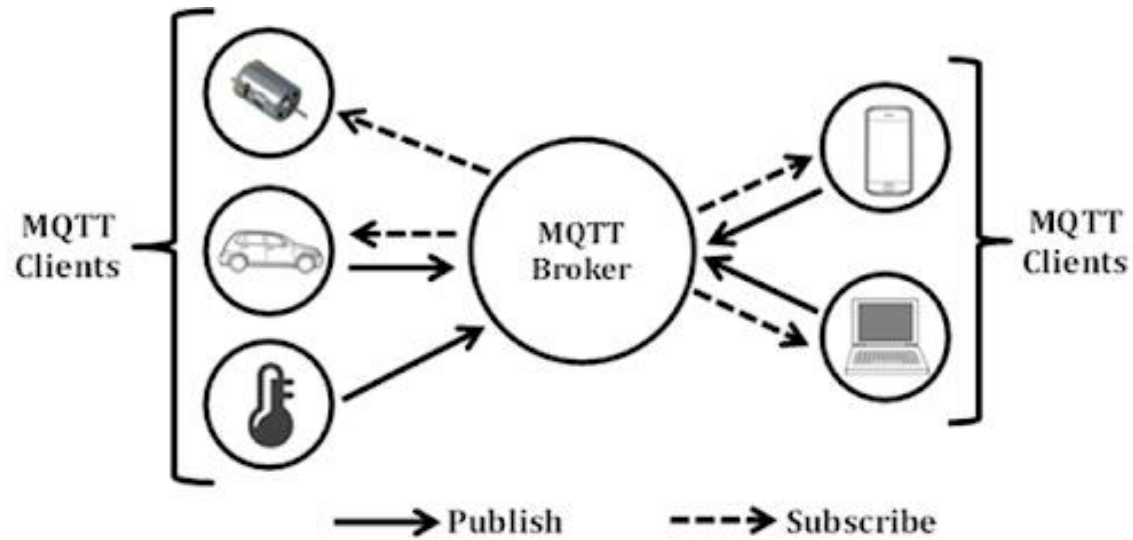 MQTT
Clients
MQTT
Broker
MQTT
Clients
Publish
Subscribe